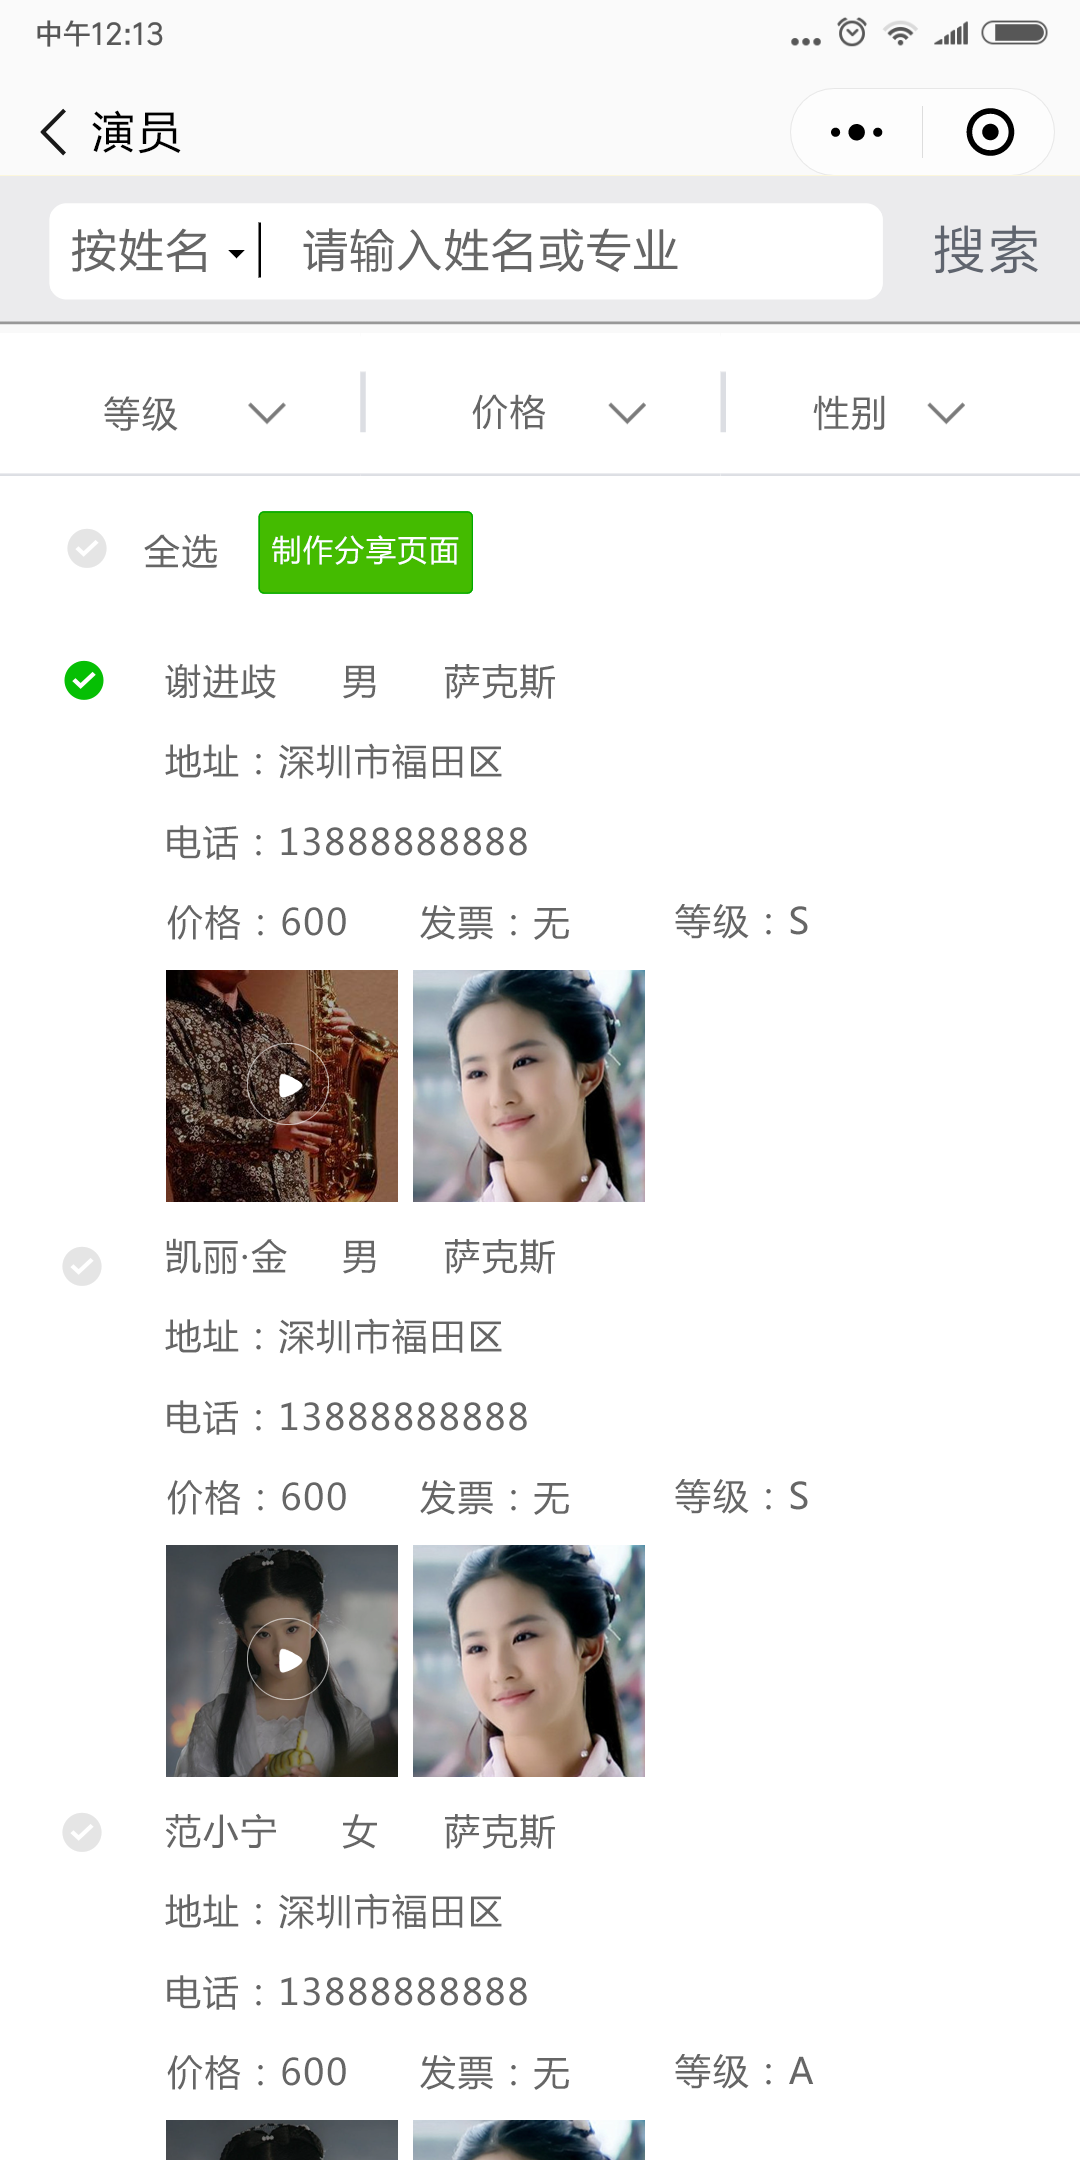 中午12:13
演员
按姓名 请输入姓名或专业 搜索
等级 价格 性别
全选 制作分享页面
谢进歧 男 萨克斯
地址：深圳市福田区
电话：13888888888
价格：600 发票：无 等级：S
凯丽·金 男 萨克斯
地址：深圳市福田区
电话：13888888888
价格：600 发票：无 等级：S
范小宁 女 萨克斯
地址：深圳市福田区
电话：13888888888
价格：600 发票：无 等级：A